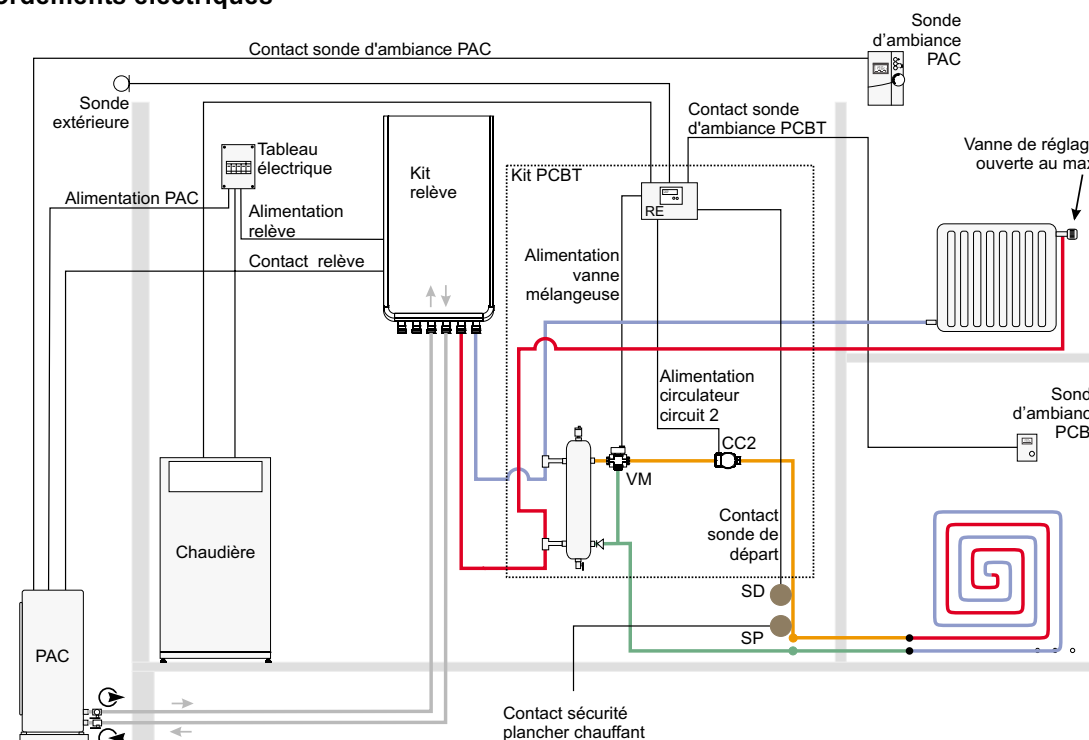 Contact sonde d'ambiance PAC
Sonde
d'ambiance
PAC
Sonde
extérieure
Contact sonde
d'ambiance PCBT
Tableau
électrique
Kit
relève
Kit PCBT
Vanne de réglag
ouverte au max
Alimentation PAC
Alimentation
relève
RE
Contact relève
Alimentation
vanne
mélangeuse
Alimentation
circulateur
circuit 2
Sond
d'ambianc
PCB
CC2
VM
Chaudière
Contact
sonde de
départ
SD
SP
PAC
Contact sécurité
plancher chauffant